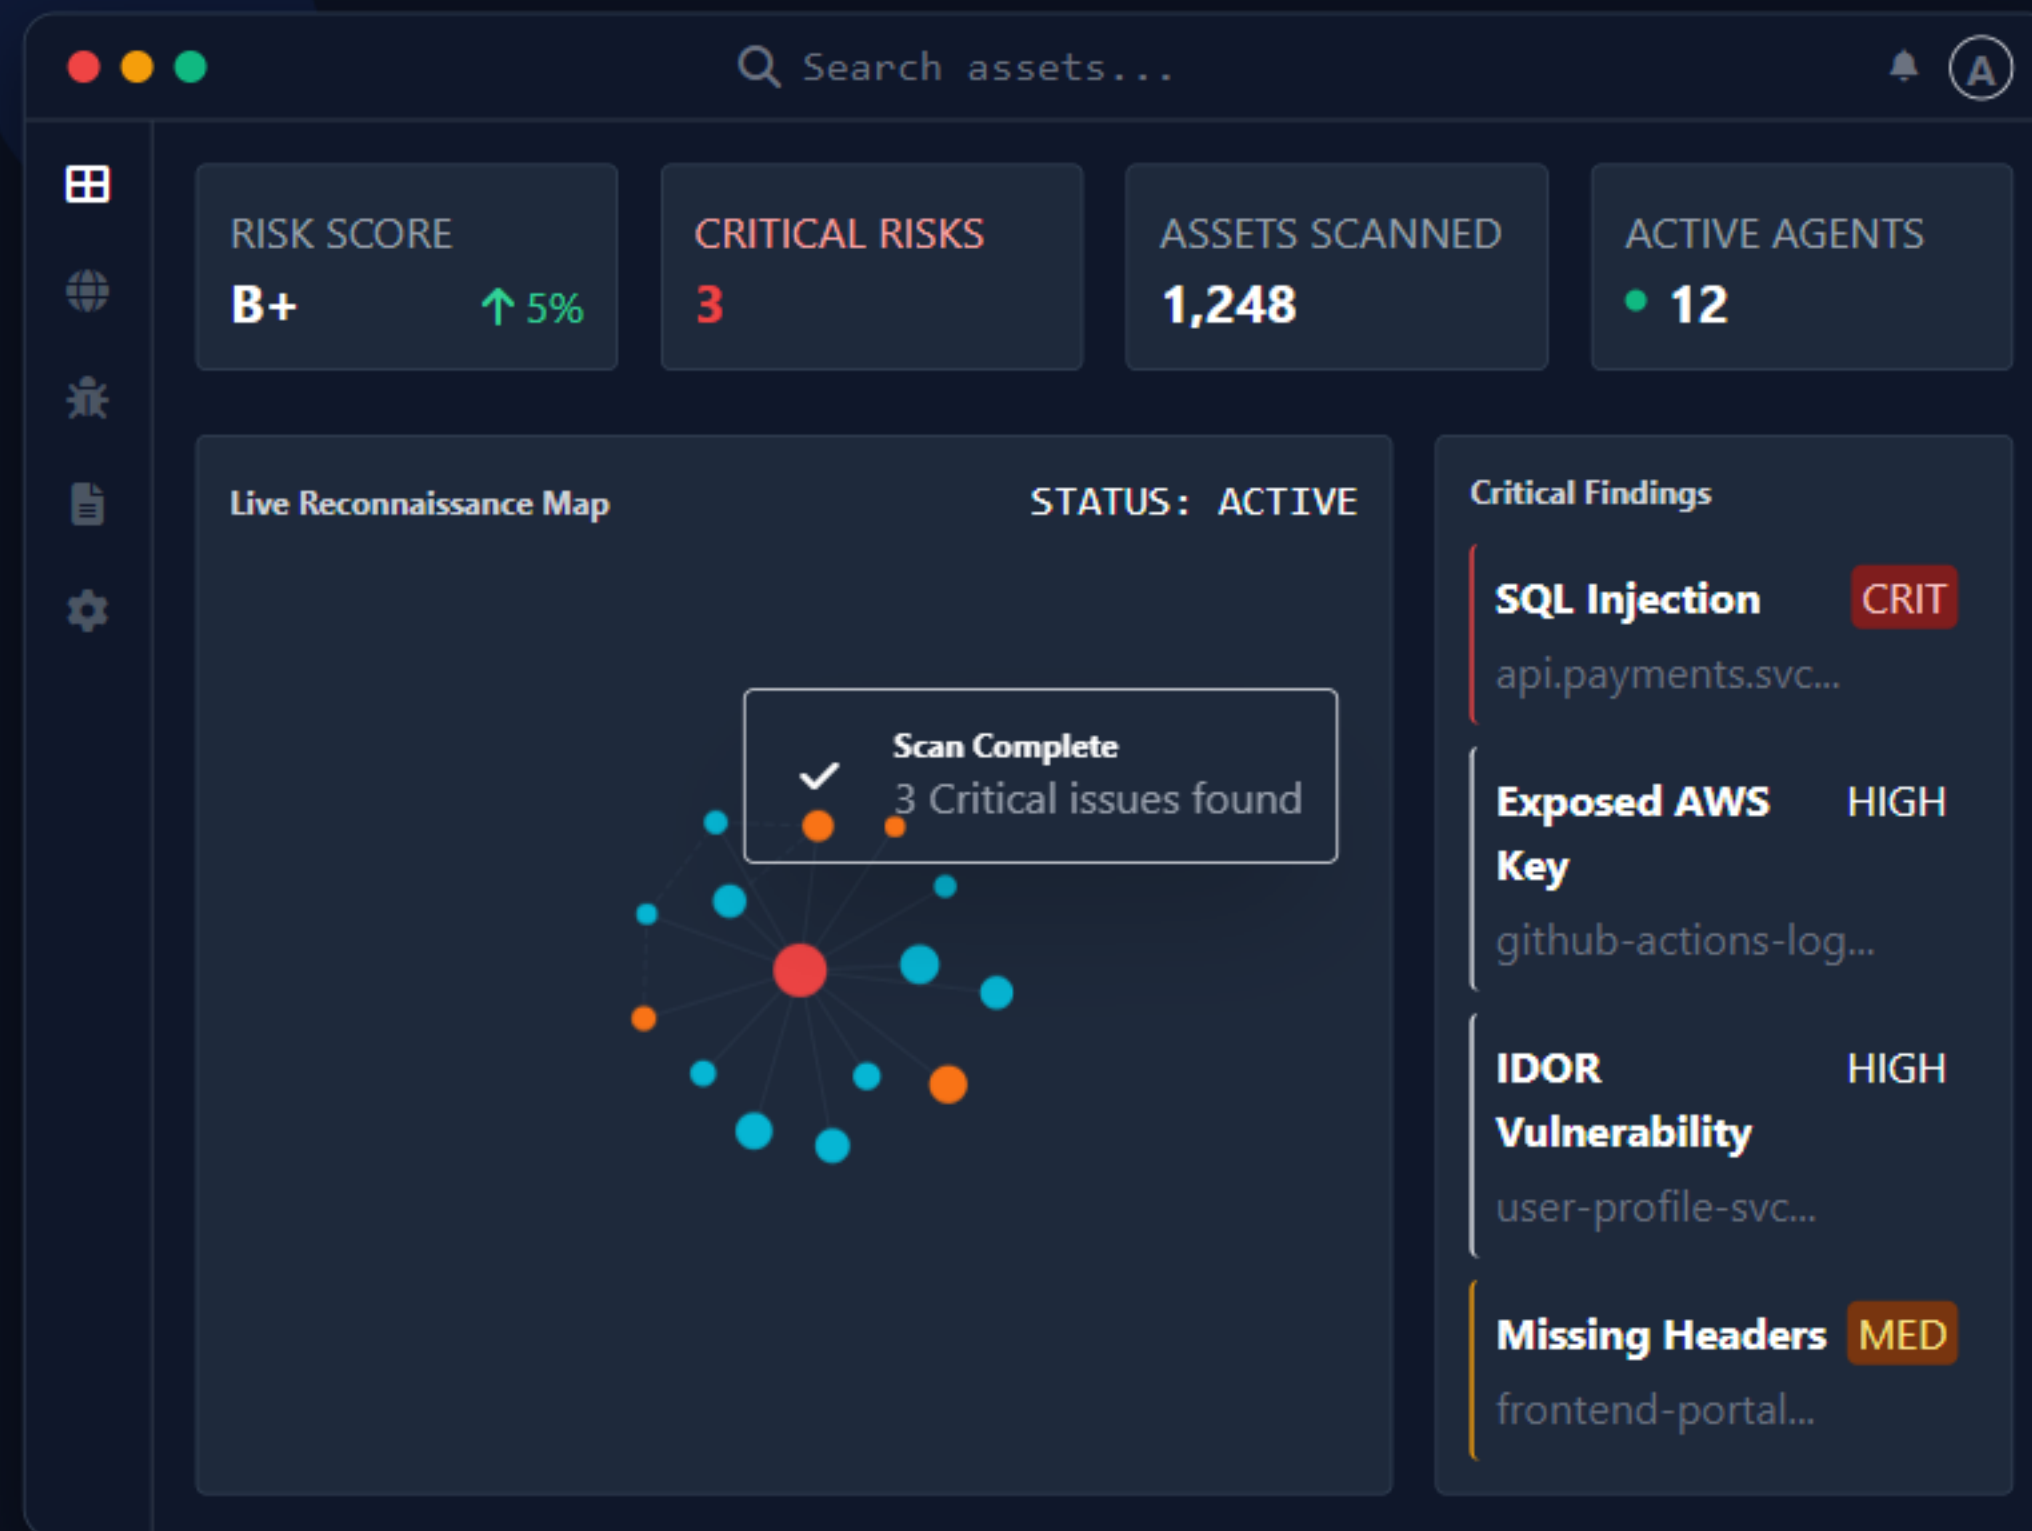 Search assets...
A
RISK SCORE
B+
5%
CRITICAL RISKS
3
ASSETS SCANNED
1,248
ACTIVE AGENTS
12
Live Reconnaissance Map
STATUS: ACTIVE
Scan Complete
3 Critical issues found
Critical Findings
SQL Injection
CRIT
api.payments.svc...
Exposed AWS
Key
HIGH
github-actions-log...
IDOR
Vulnerability
HIGH
user-profile-svc...
Missing Headers
MED
frontend-portal...